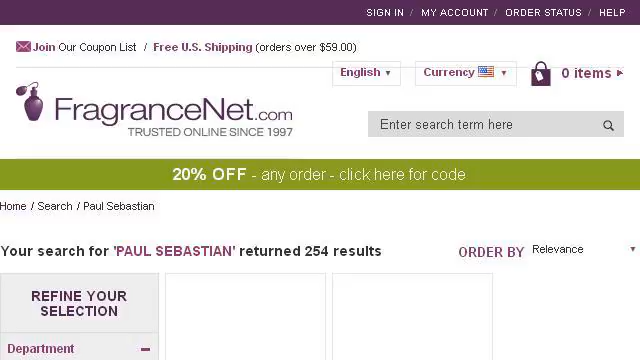 SIGN IN / MY ACCOUNT / ORDER STATUS / HELP
Join Our Coupon List / Free U.S. Shipping (orders over $59.00)
English ▼ Currency ▼ 0 items ▸
FragranceNet.com
TRUSTED ONLINE SINCE 1997
Enter search term here
20% OFF - any order - click here for code
Home / Search / Paul Sebastian
Your search for 'PAUL SEBASTIAN' returned 254 results
ORDER BY Relevance ▼
REFINE YOUR
SELECTION
Department